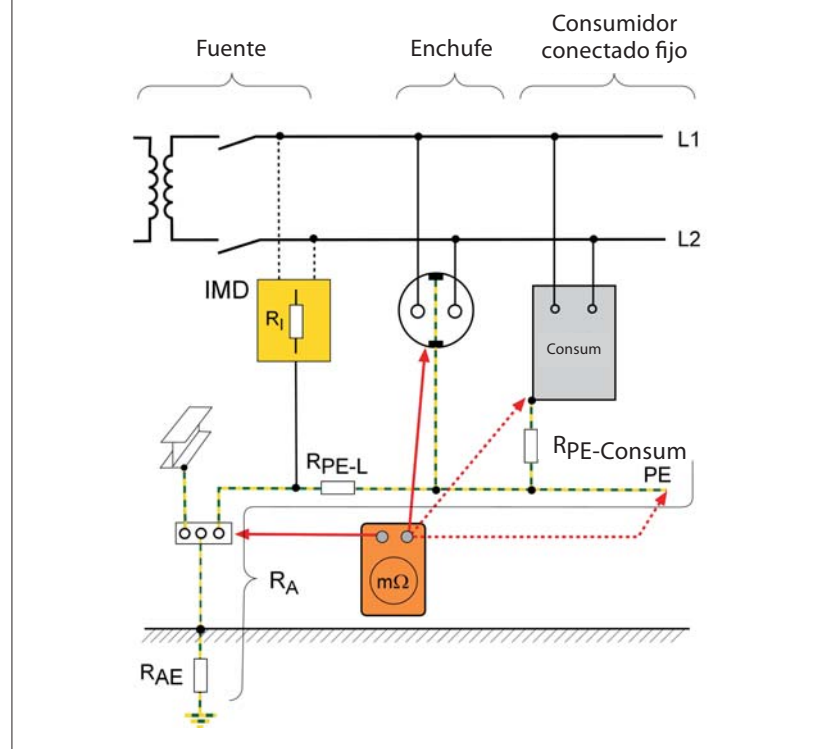 Fuente
Enchufe
Consumidor
conectado fijo
L1
L2
IMD
RI
Consum
RPE-L
RPE-Consum
PE
RA
mΩ
RAE